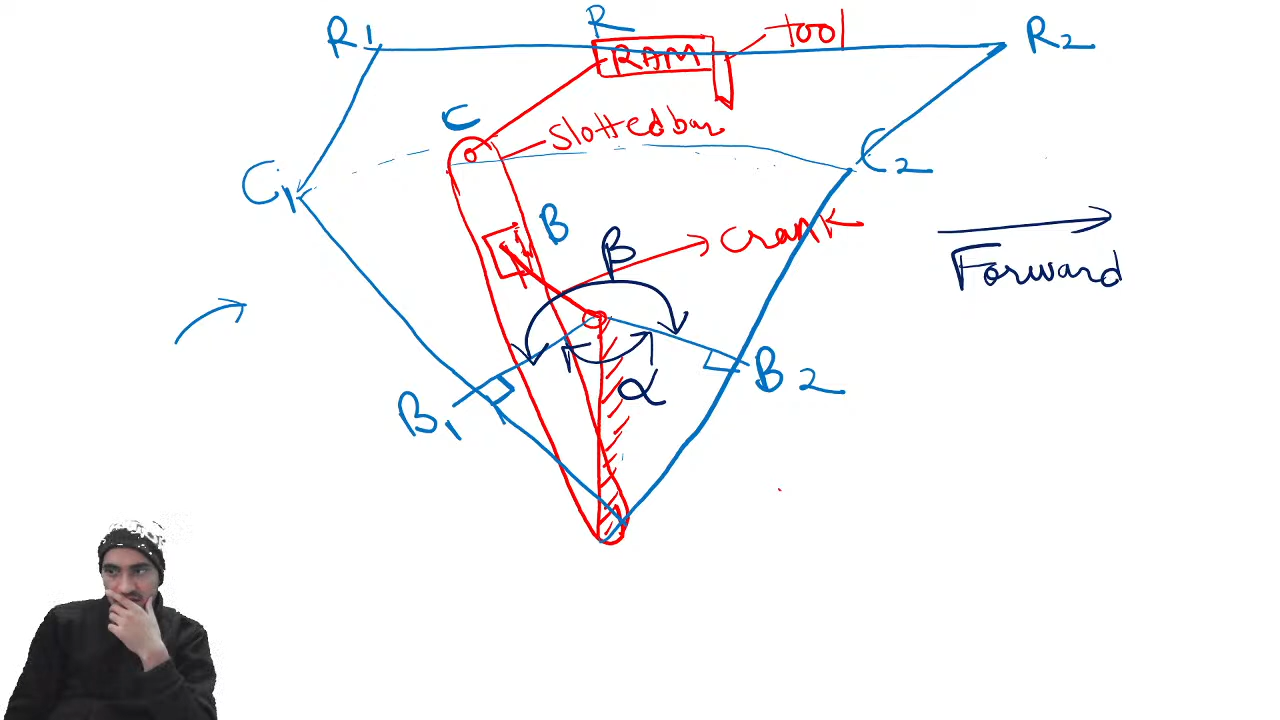 R1
R
RAM
tool
R2
C
slotted bar
C1
C2
B
β
crank
Forward
B1
α
B2